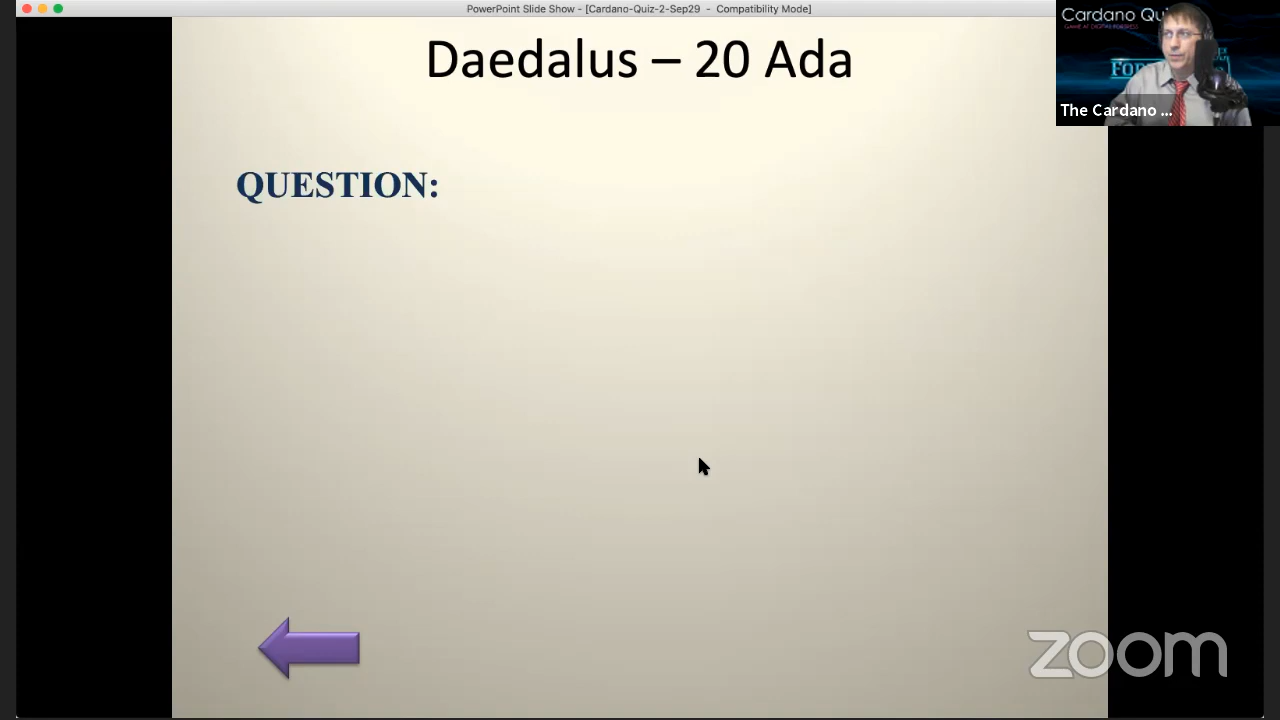 PowerPoint Slide Show - [Cardano-Quiz-2-Sep29 - Compatibility Mode]
Daedalus – 20 Ada
QUESTION:
Cardano Qui
The Cardano ...
zoom